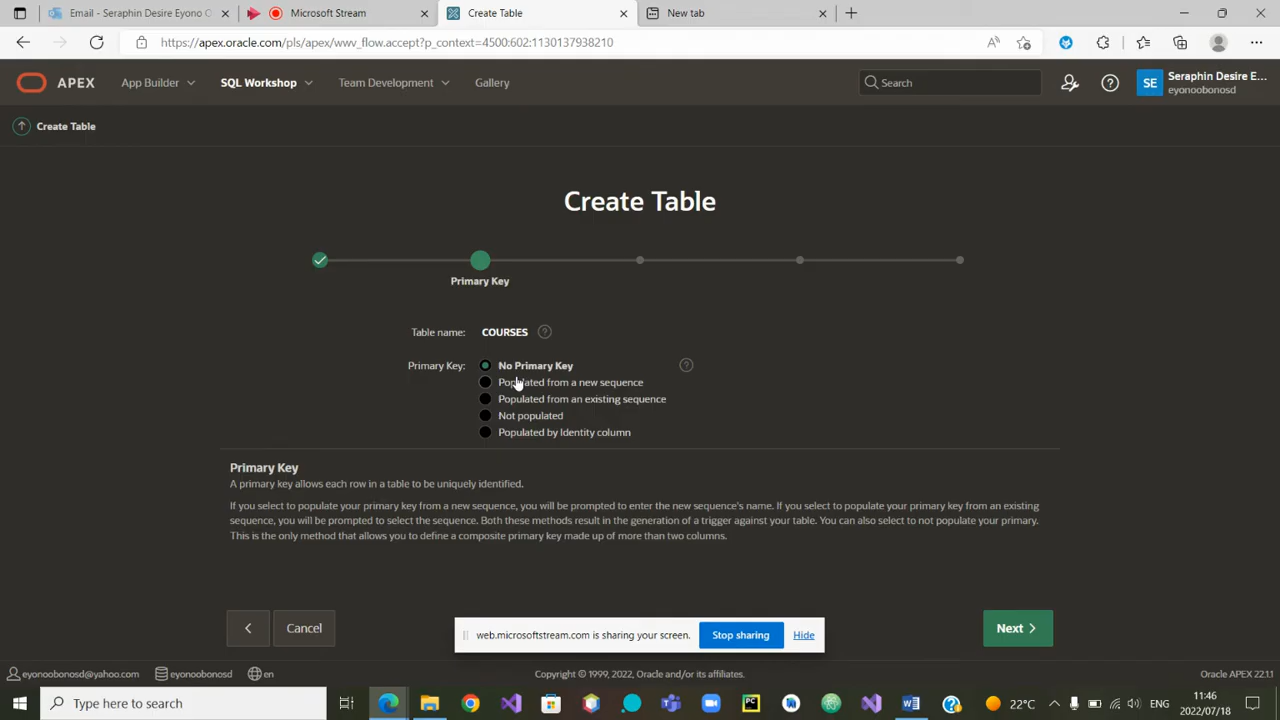 Email - Seraphin Desire Eyono O
Microsoft Stream
Create Table
New tab
https://apex.oracle.com/pls/apex/wwv_flow.accept?p_context=4500:602:1130137938210
APEX
App Builder
SQL Workshop
Team Development
Gallery
Search
SE
Seraphin Desire E...
eyonoobonosd
Create Table
Create Table
Primary Key
Table name: COURSES
Primary Key: No Primary Key
Populated from a new sequence
Populated from an existing sequence
Not populated
Populated by Identity column
Primary Key
A primary key allows each row in a table to be uniquely identified.
If you select to populate your primary key from a new sequence, you will be prompted to enter the new sequence's name. If you select to populate your primary key from an existing
sequence, you will be prompted to select the sequence. Both these methods result in the generation of a trigger against your table. You can also select to not populate your primary.
This is the only method that allows you to define a composite primary key made up of more than two columns.
Cancel
Next
web.microsoftstream.com is sharing your screen.
Stop sharing
Hide
eyonoobonosd@yahoo.com
eyonoobonosd
en
Copyright © 1999, 2022, Oracle and/or its affiliates.
Oracle APEX 22.1.1
Type here to search
22°C
ENG
11:46
2022/07/18